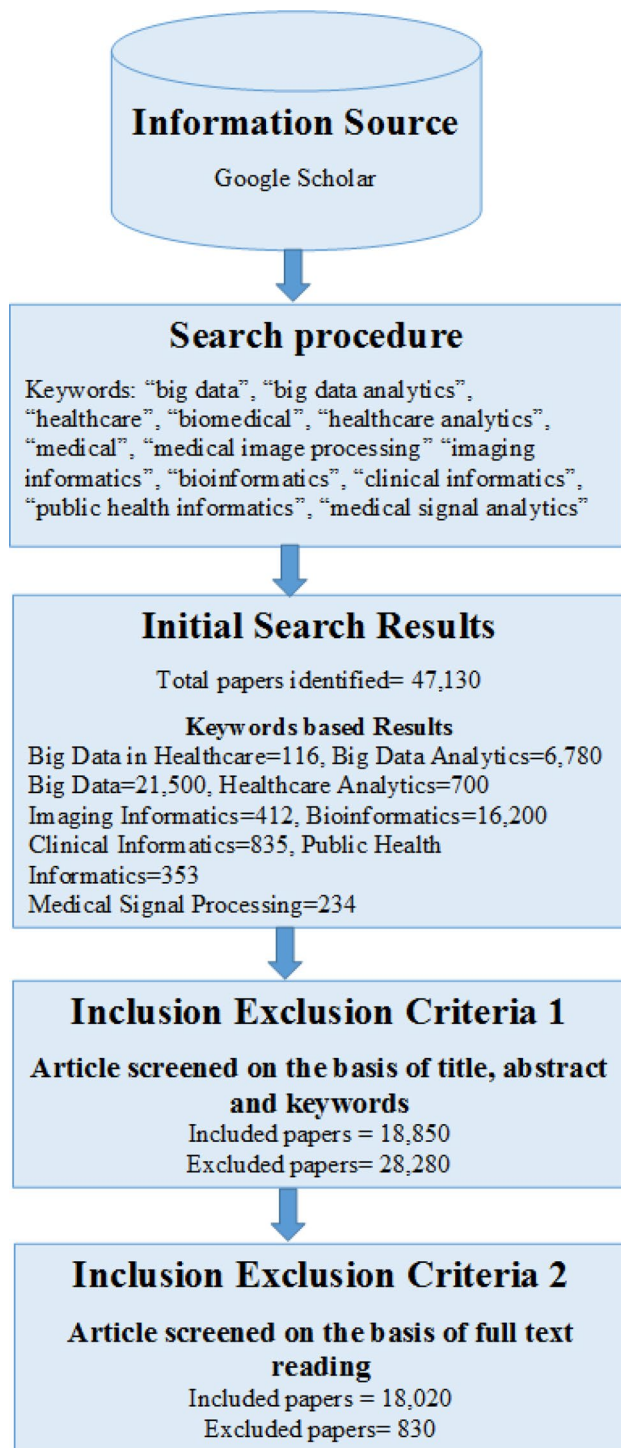 Information Source
Google Scholar
Search procedure
Keywords: “big data”, “big data analytics”,
“healthcare”, “biomedical”, “healthcare analytics”,
“medical”, “medical image processing” “imaging
informatics”, “bioinformatics”, “clinical informatics”,
“public health informatics”, “medical signal analytics”
Initial Search Results
Total papers identified= 47,130
Keywords based Results
Big Data in Healthcare=116, Big Data Analytics=6,780
Big Data=21,500, Healthcare Analytics=700
Imaging Informatics=412, Bioinformatics=16,200
Clinical Informatics=835, Public Health
Informatics=353
Medical Signal Processing=234
Inclusion Exclusion Criteria 1
Article screened on the basis of title, abstract
and keywords
Included papers = 18,850
Excluded papers= 28,280
Inclusion Exclusion Criteria 2
Article screened on the basis of full text
reading
Included papers = 18,020
Excluded papers= 830